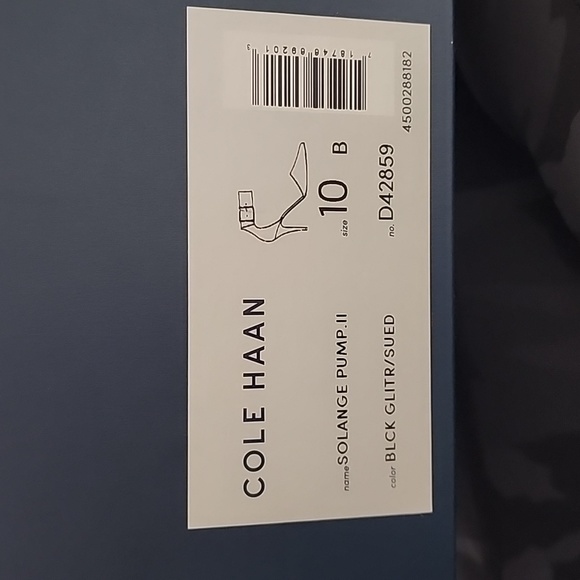 COLE HAAN
name SOLANGE PUMP.II
color BLCK GLITR/SUED
size 10 B
no. D42859
4500288182